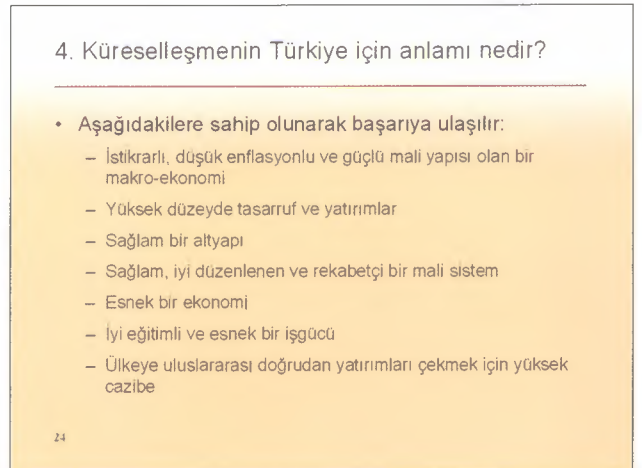 4. Küreselleşmenin Türkiye için anlamı nedir?
• Aşağıdakilere sahip olunarak başarıya ulaşılır:
– İstikrarlı, düşük enflasyonlu ve güçlü mali yapısı olan bir
makro-ekonomi
– Yüksek düzeyde tasarruf ve yatırımlar
– Sağlam bir altyapı
– Sağlam, iyi düzenlenen ve rekabetçi bir mali sistem
– Esnek bir ekonomi
– İyi eğitimli ve esnek bir işgücü
– Ülkeye uluslararası doğrudan yatırımları çekmek için yüksek
cazibe
24